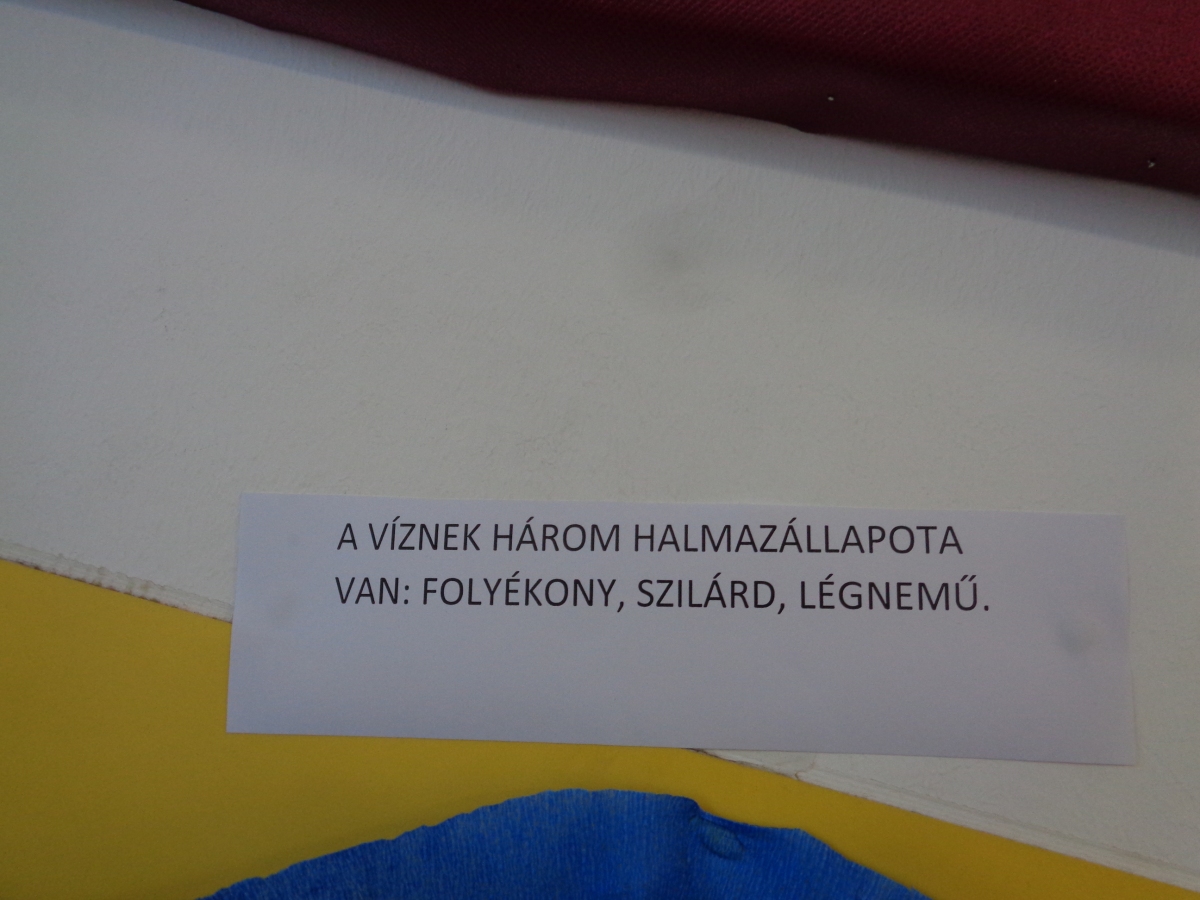 A VÍZNEK HÁROM HALMAZÁLLAPOTA
VAN: FOLYÉKONY, SZILÁRD, LÉGNEMŰ.